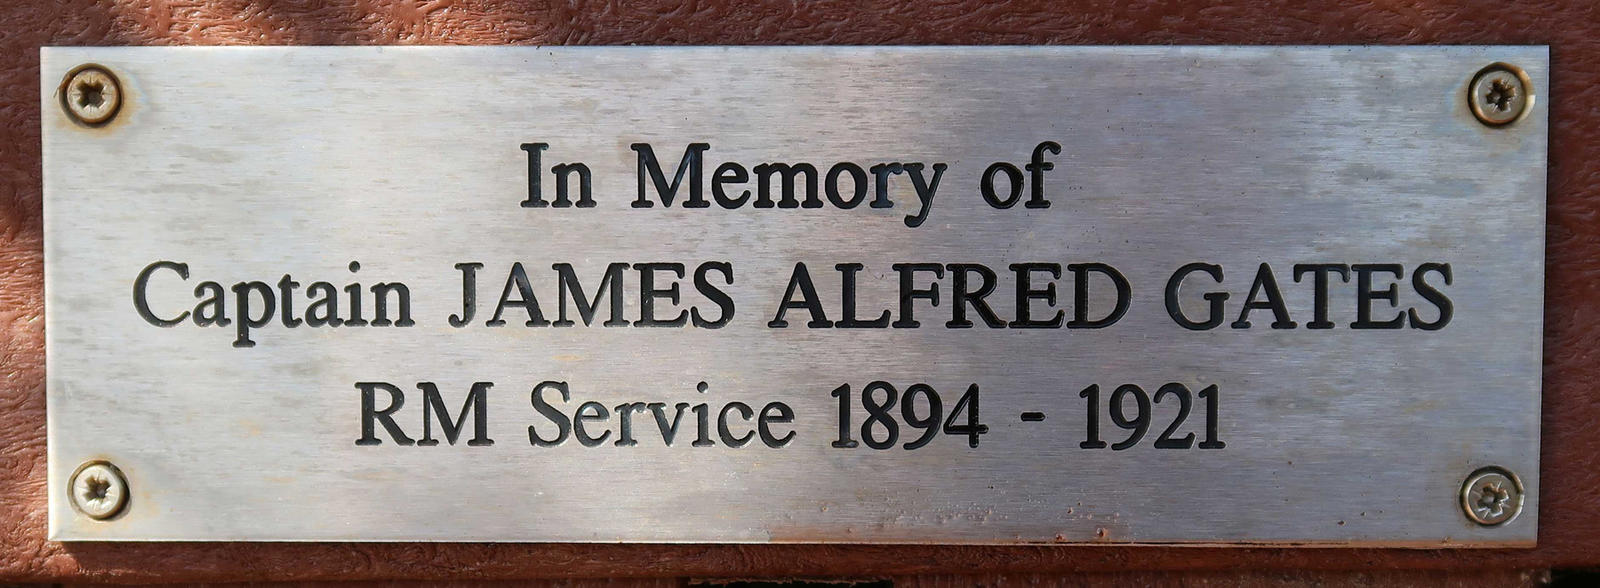 In Memory of
Captain JAMES ALFRED GATES
RM Service 1894 - 1921